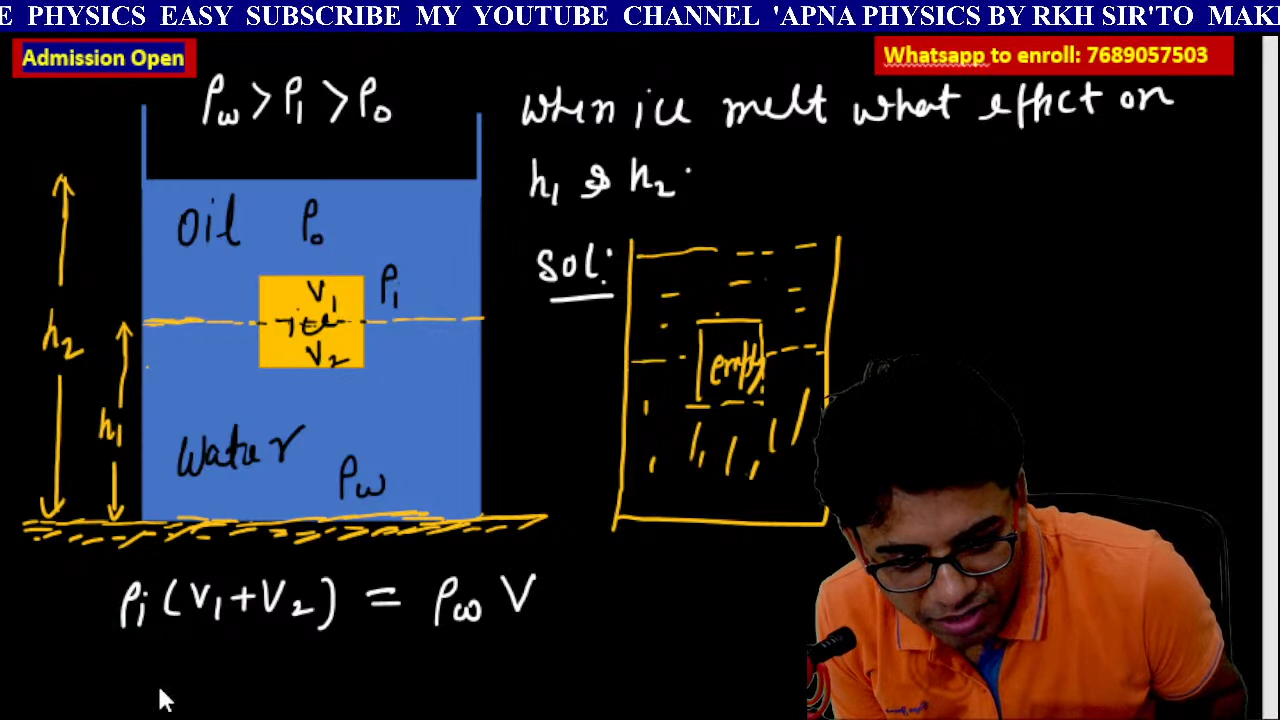 E PHYSICS EASY SUBSCRIBE MY YOUTUBE CHANNEL 'APNA PHYSICS BY RKH SIR'TO MAKI
Admission Open
Whatsapp to enroll: 7689057503
ρw > ρi > ρo
when ice melt what effect on
h1 & h2.
Oil ρo
V1 ρi
ice
V2
h2
h1
Water ρw
Sol:
empty
ρi (V1+V2) = ρw V